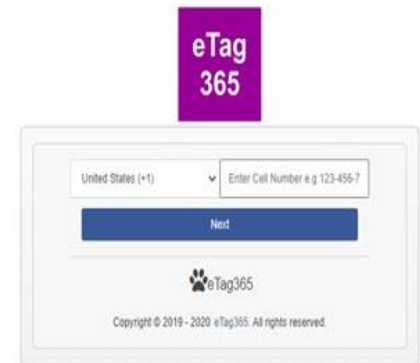 eTag
365
United States (+1) Enter Cell Number e.g 123-456-7
Next
eTag365
Copyright © 2019 - 2020 eTag365. All rights reserved.